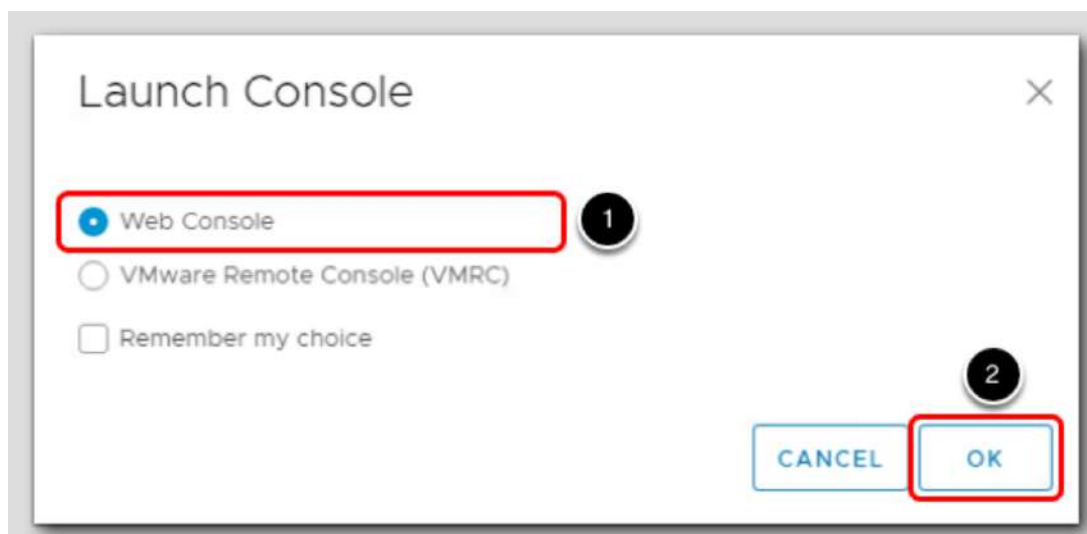 Launch Console
Web Console
1
VMware Remote Console (VMRC)
Remember my choice
2
CANCEL
OK